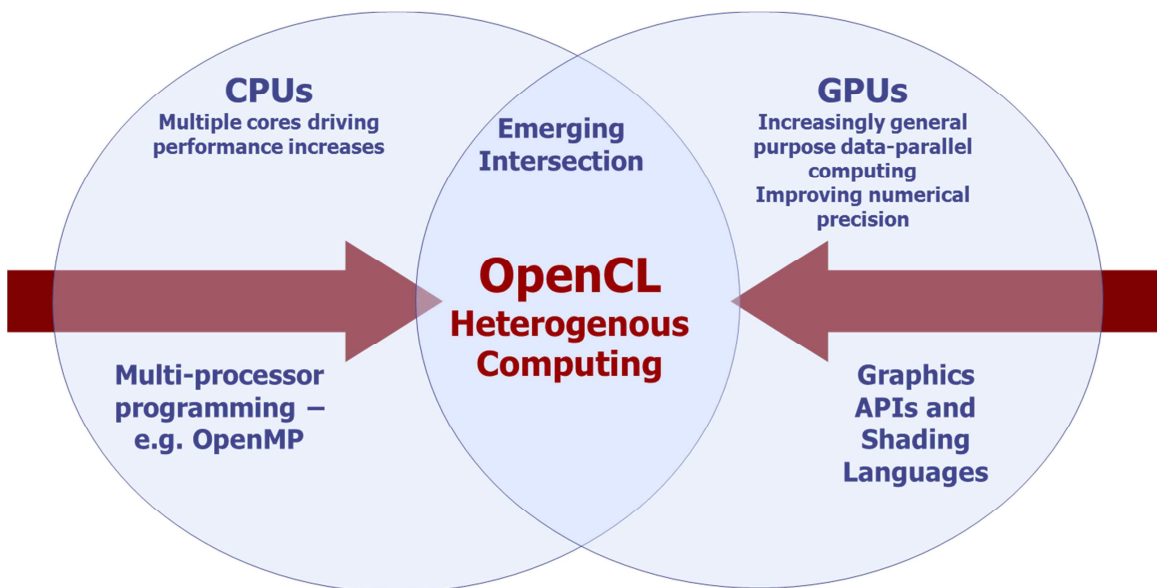 CPUs
Multiple cores driving
performance increases
Multi-processor
programming –
e.g. OpenMP
Emerging
Intersection
OpenCL
Heterogenous
Computing
GPUs
Increasingly general
purpose data-parallel
computing
Improving numerical
precision
Graphics
APIs and
Shading
Languages